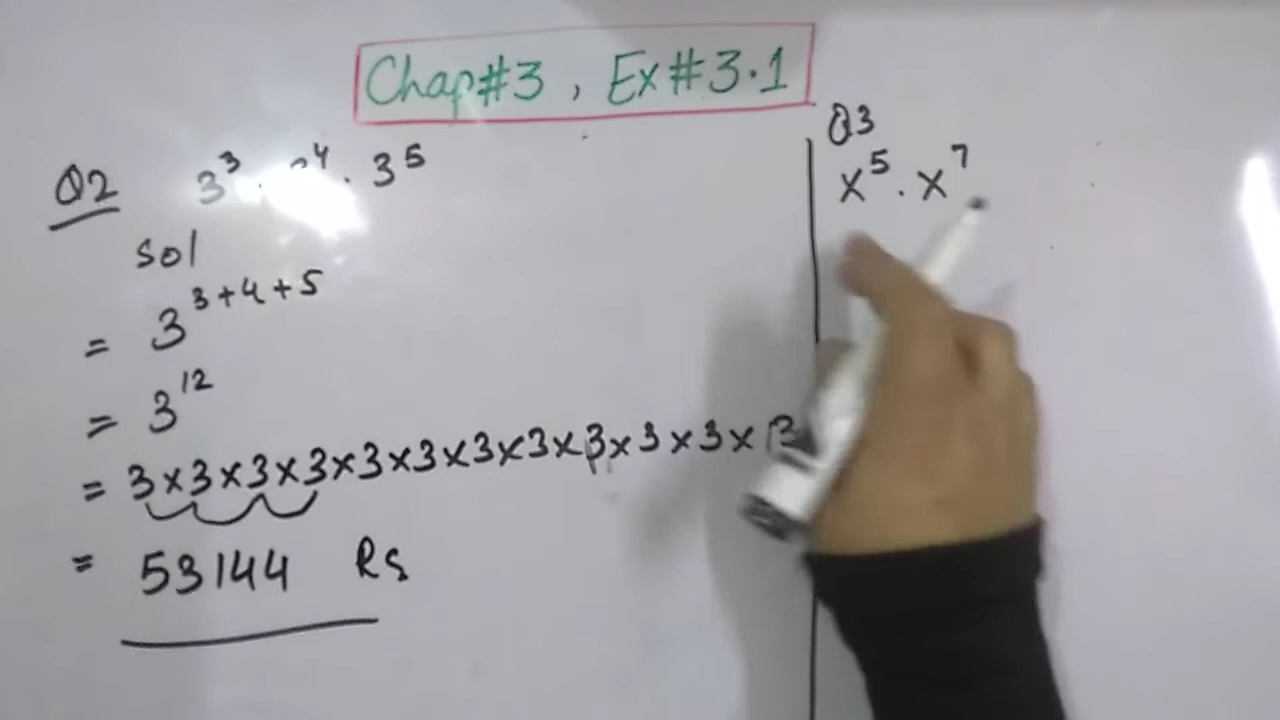 Chap#3 , Ex#3.1
Q2 3³ . ⁴ . 3⁵
Sol
= 3³⁺⁴⁺⁵
= 3¹²
= 3×3×3×3×3×3×3×3×3×3×3×3
= 53144 Rs
Q3
x⁵ . x⁷